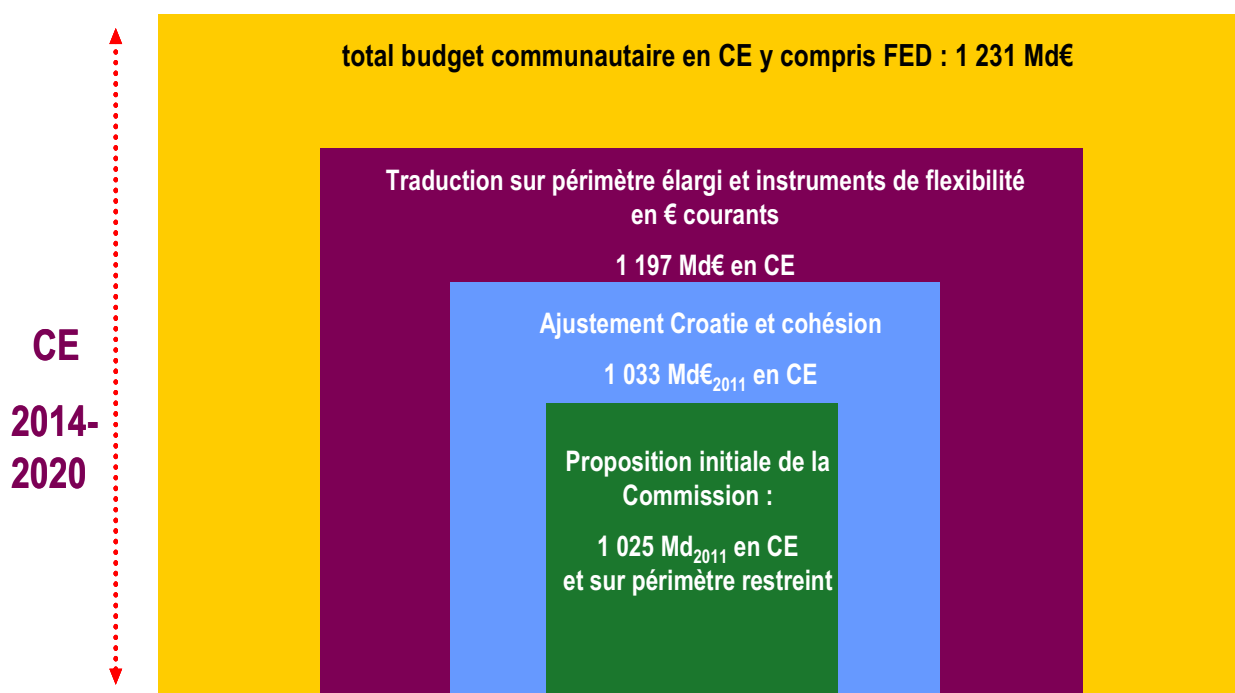 total budget communautaire en CE y compris FED : 1 231 Md€
Traduction sur périmètre élargi et instruments de flexibilité
en € courants
1 197 Md€ en CE
Ajustement Croatie et cohésion
1 033 Md€2011 en CE
CE
2014-
2020
Proposition initiale de la
Commission :
1 025 Md2011 en CE
et sur périmètre restreint